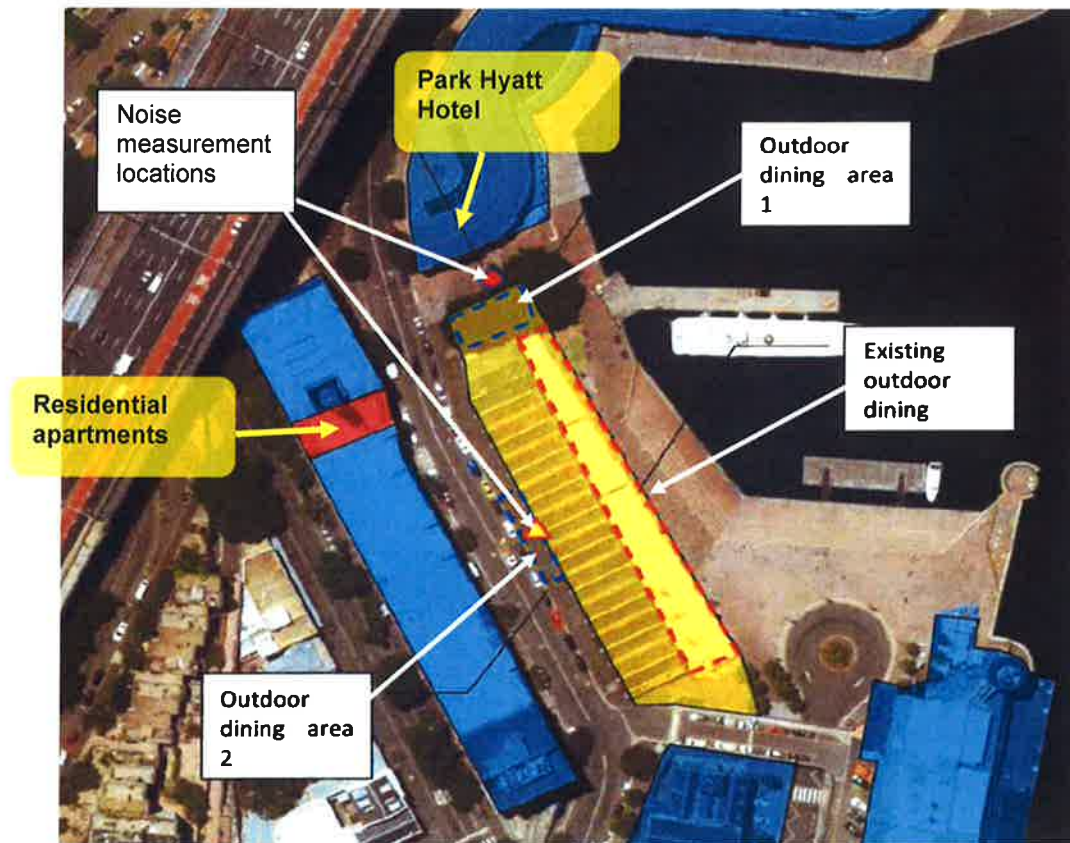 Park Hyatt
Hotel
Noise
measurement
locations
Outdoor
dining area
1
Existing
outdoor
dining
Residential
apartments
Outdoor
dining area
2